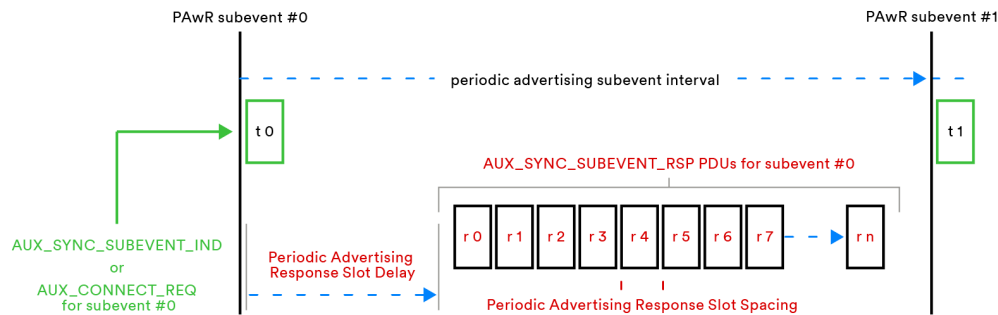 PAwR subevent #0
PAwR subevent #1
periodic advertising subevent interval
t 0
t 1
AUX_SYNC_SUBEVENT_RSP PDUs for subevent #0
r 0
r 1
r 2
r 3
r 4
r 5
r 6
r 7
r n
AUX_SYNC_SUBEVENT_IND
or
AUX_CONNECT_REQ
for subevent #0
Periodic Advertising
Response Slot Delay
Periodic Advertising Response Slot Spacing